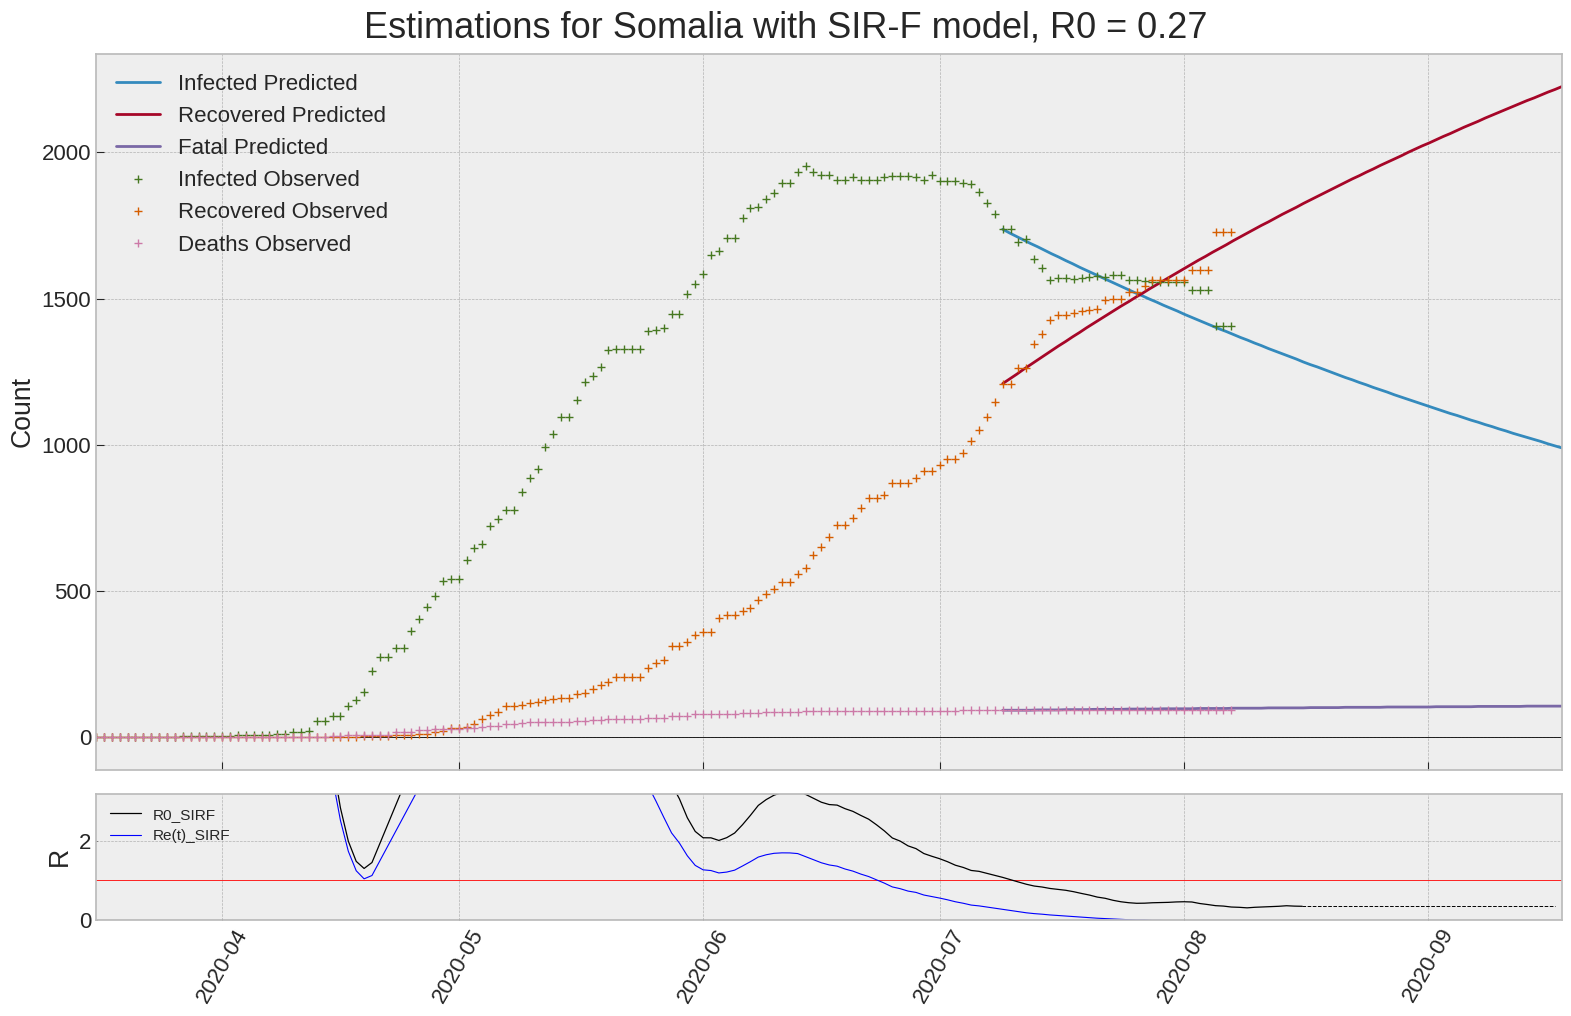 Estimations for Somalia with SIR-F model, R0 = 0.27
Infected Predicted
Recovered Predicted
Fatal Predicted
Infected Observed
Recovered Observed
Deaths Observed
Count
2000
1500
1000
500
0
R0_SIRF
Re(t)_SIRF
R
2
0
2020-04
2020-05
2020-06
2020-07
2020-08
2020-09